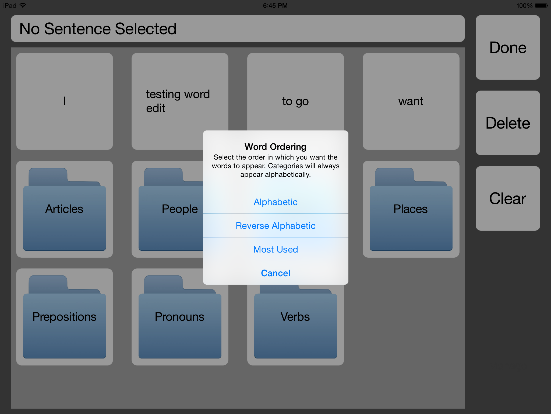 iPad
6:45 PM
100%
No Sentence Selected
Done
I
testing word
edit
to go
want
Delete
Word Ordering
Select the order in which you want the
words to appear. Categories will always
appear alphabetically.
Alphabetic
Reverse Alphabetic
Most Used
Cancel
Articles
People
Places
Clear
Prepositions
Pronouns
Verbs